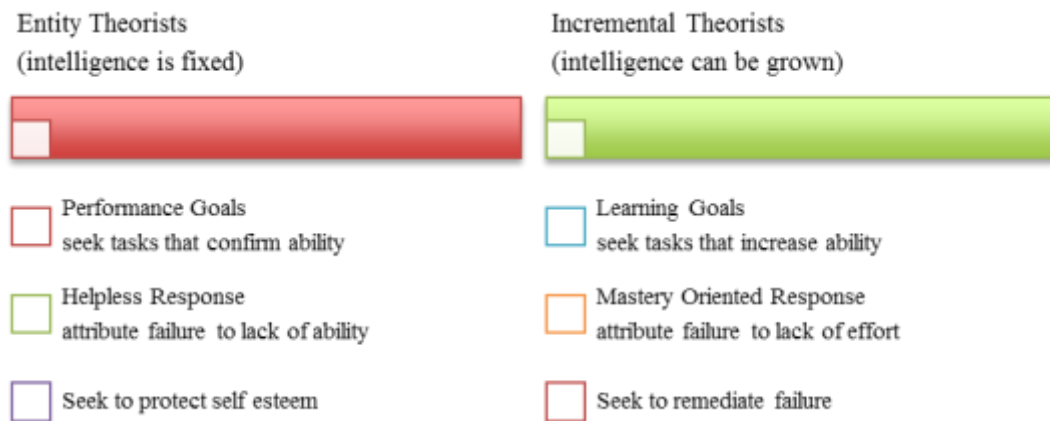 Entity Theorists
(intelligence is fixed)
Performance Goals
seek tasks that confirm ability
Helpless Response
attribute failure to lack of ability
Seek to protect self esteem
Incremental Theorists
(intelligence can be grown)
Learning Goals
seek tasks that increase ability
Mastery Oriented Response
attribute failure to lack of effort
Seek to remediate failure